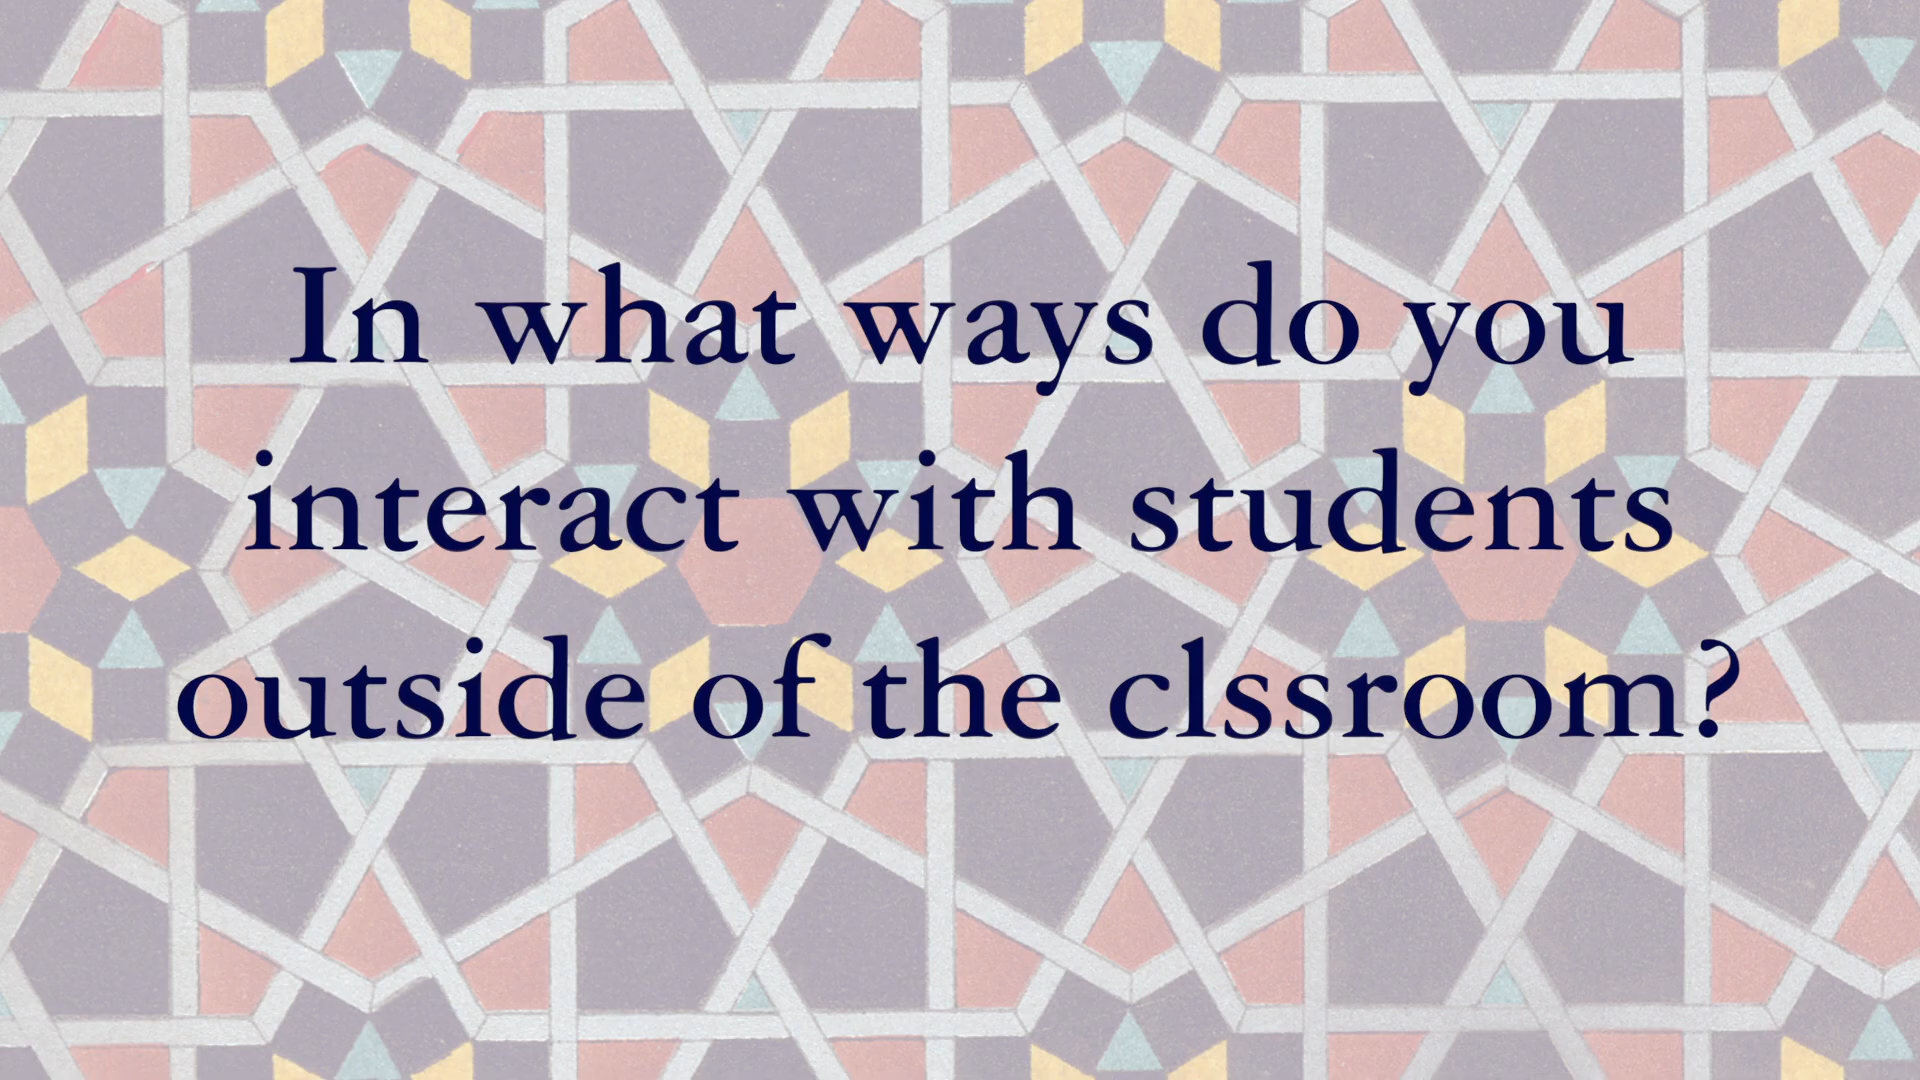 In what ways do you
interact with students
outside of the clssroom?